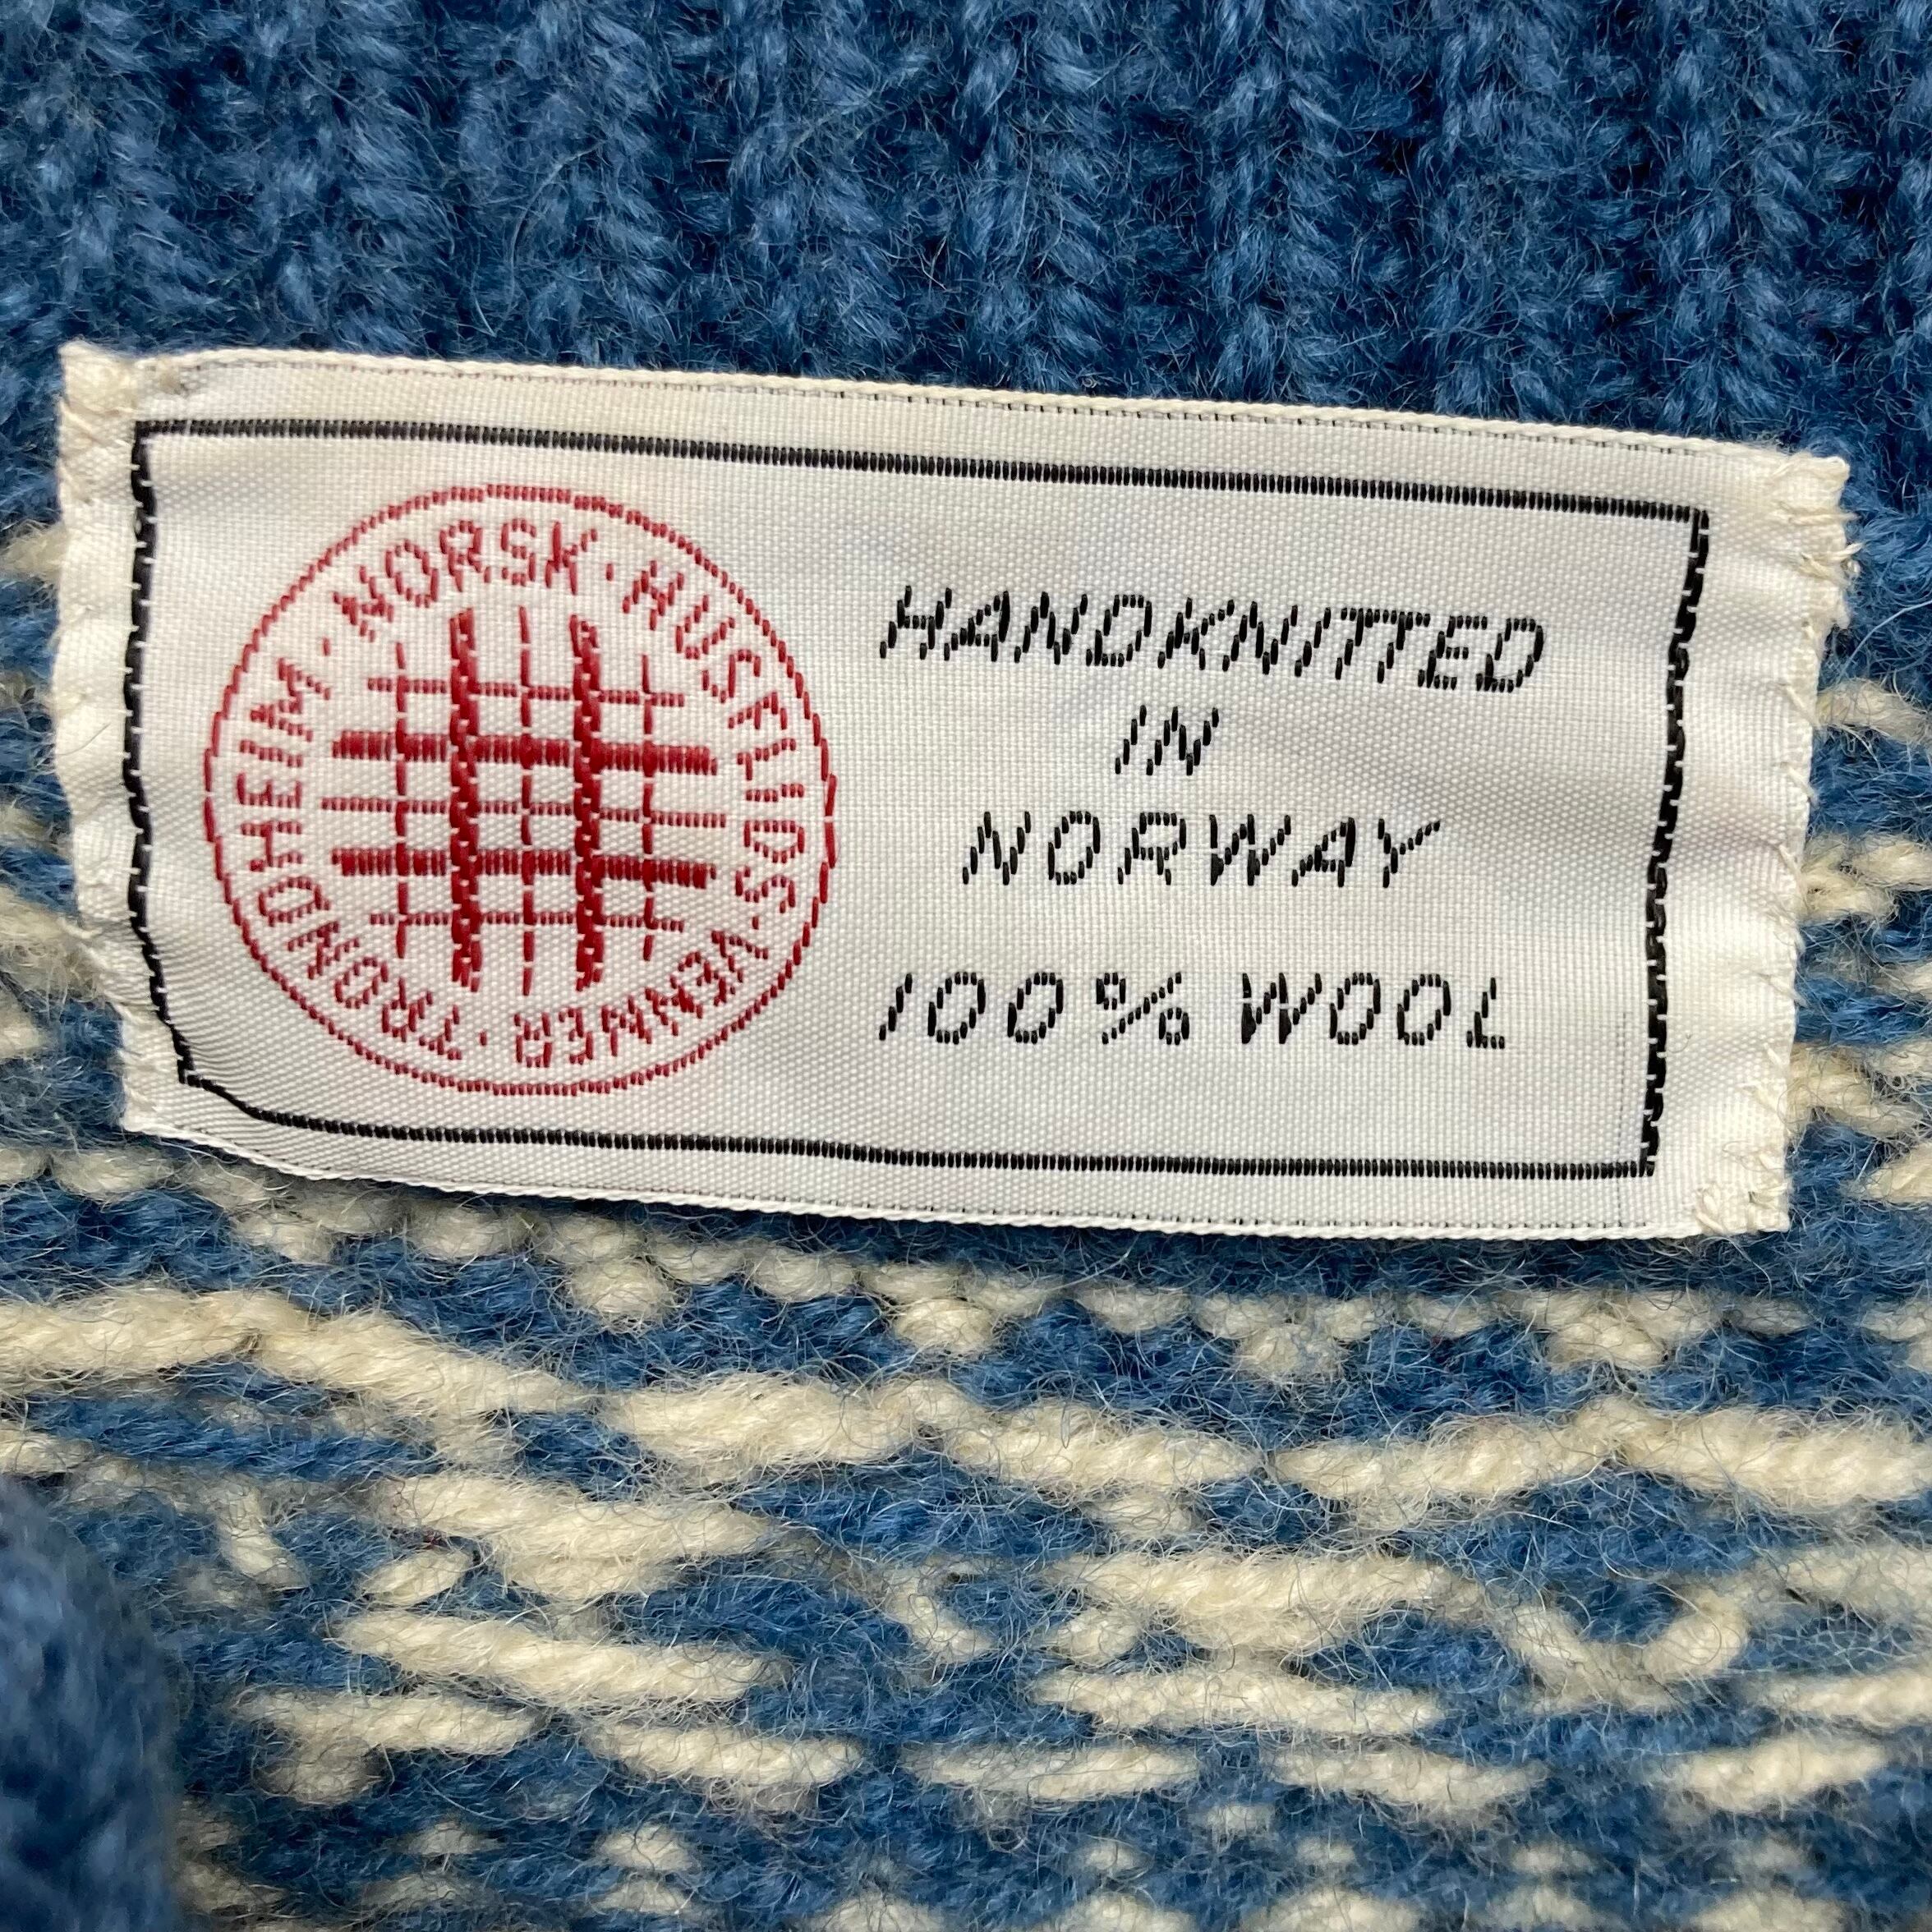 NORSK · HUSFLIDS · VENNER · TRONDHEIM ·
HANDKNITTED
IN
NORWAY
100% WOOL